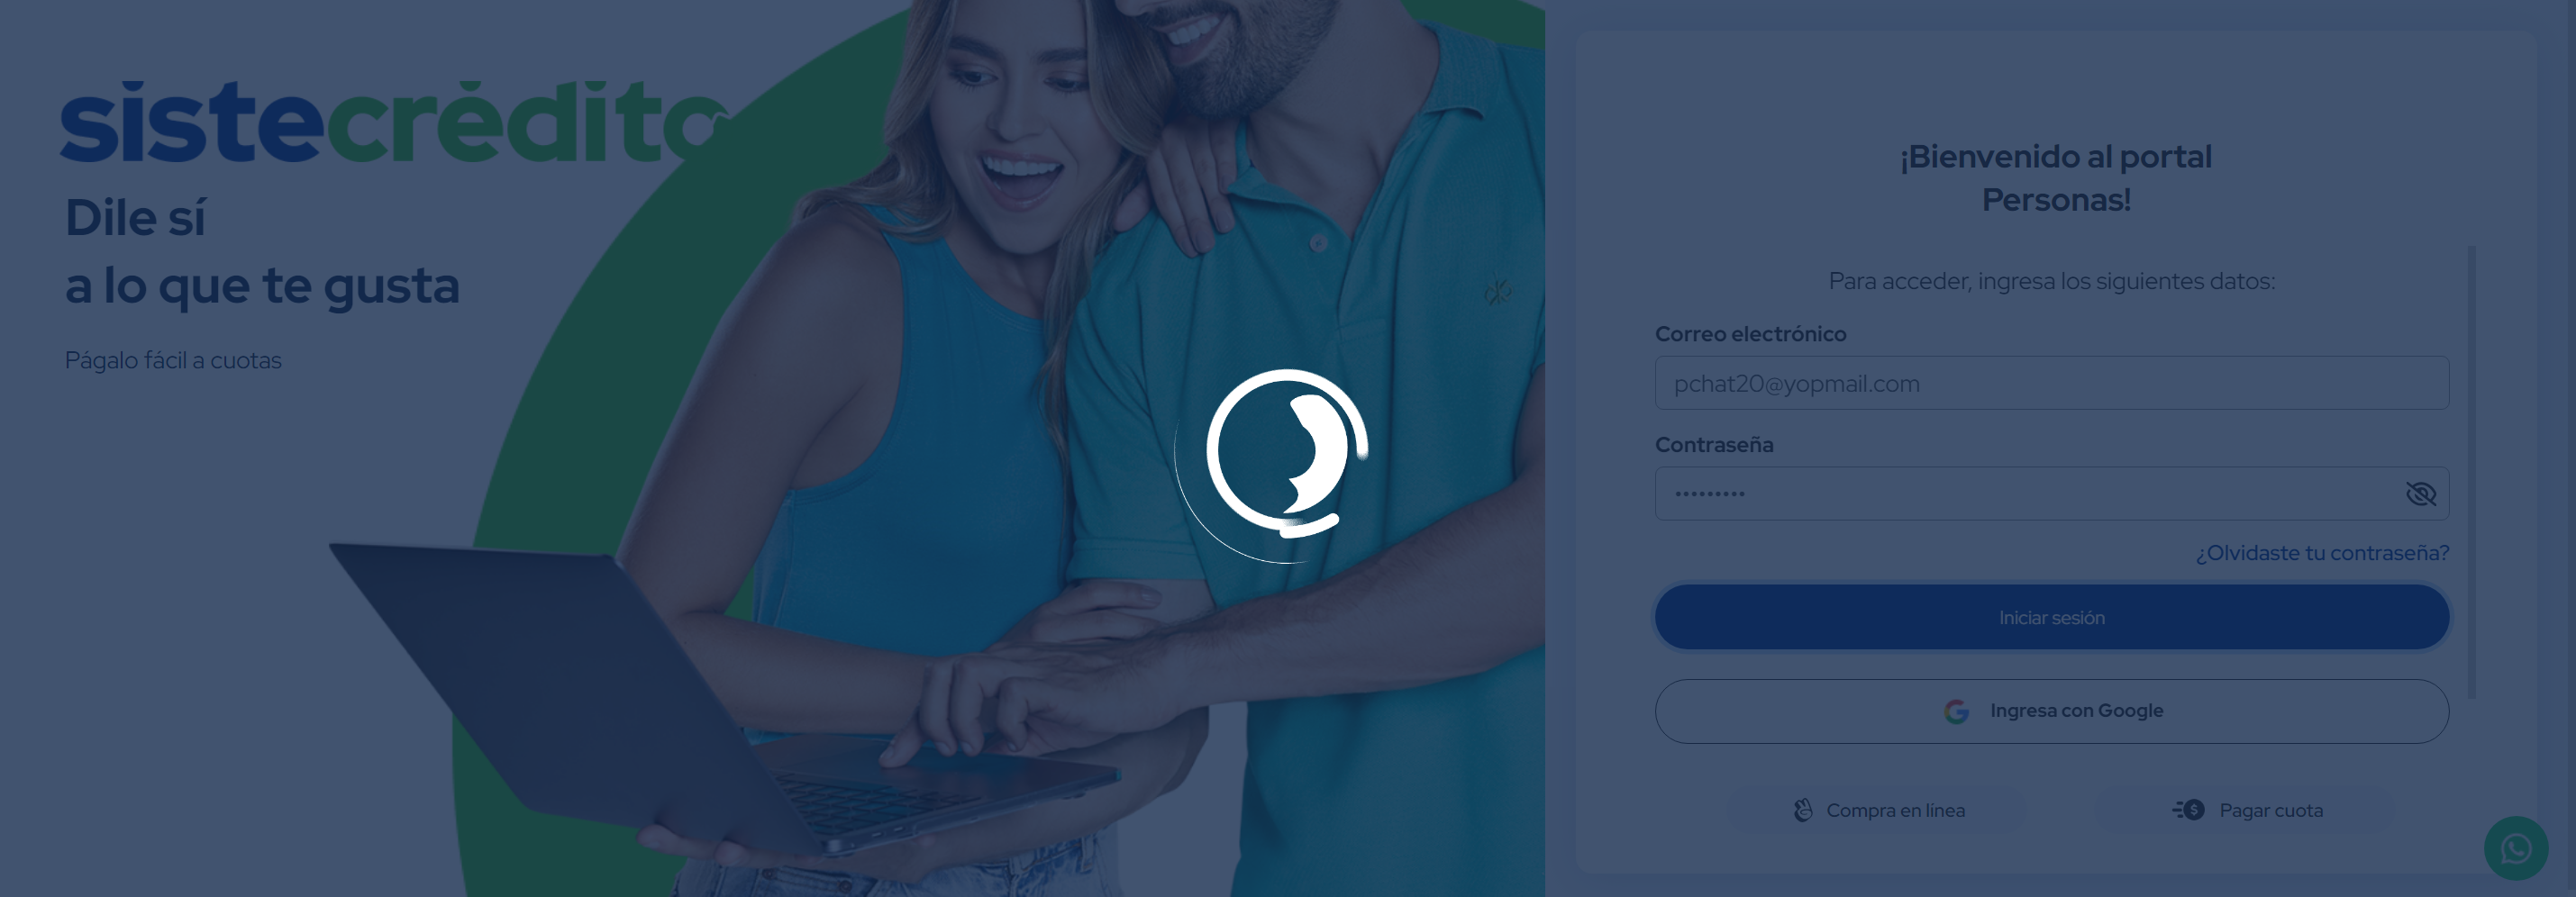 sistecrédito
Dile sí
a lo que te gusta
Págalo fácil a cuotas
¡Bienvenido al portal
Personas!
Para acceder, ingresa los siguientes datos:
Correo electrónico
pchat20@yopmail.com
Contraseña
•••••••••
¿Olvidaste tu contraseña?
Iniciar sesión
Ingresa con Google
Compra en línea
Pagar cuota